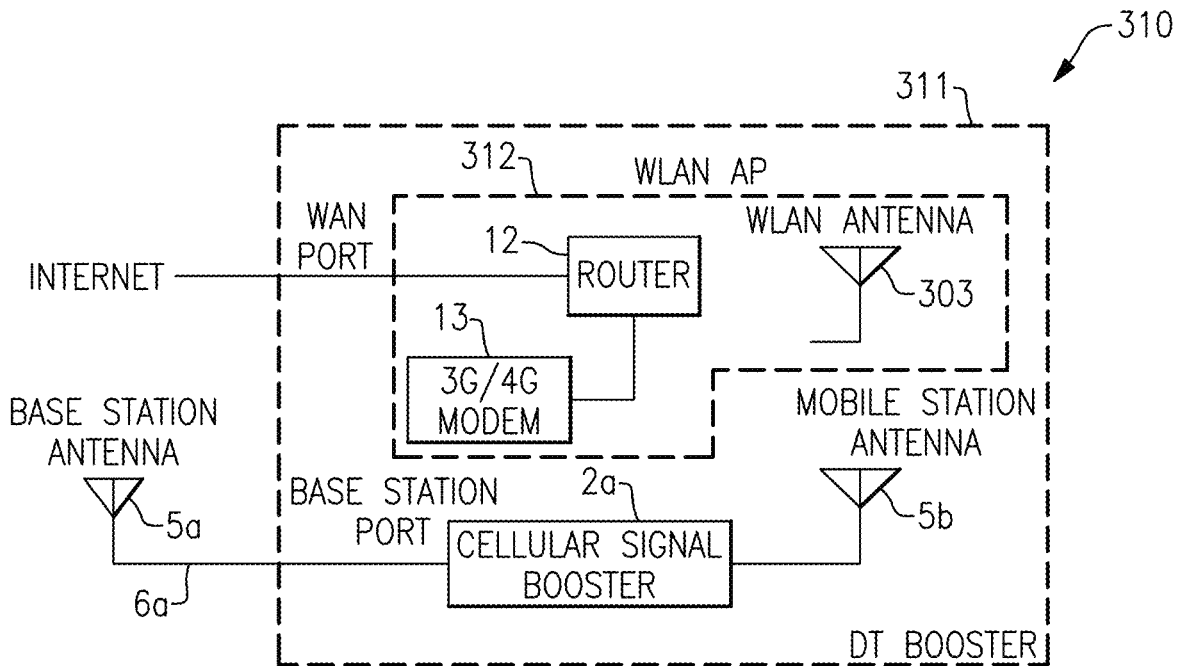 310
311
312
WLAN AP
WAN
PORT
12
WLAN ANTENNA
INTERNET
ROUTER
303
13
3G/4G
MODEM
BASE STATION
ANTENNA
MOBILE STATION
ANTENNA
5a
BASE STATION
PORT
2a
5b
CELLULAR SIGNAL
BOOSTER
6a
DT BOOSTER